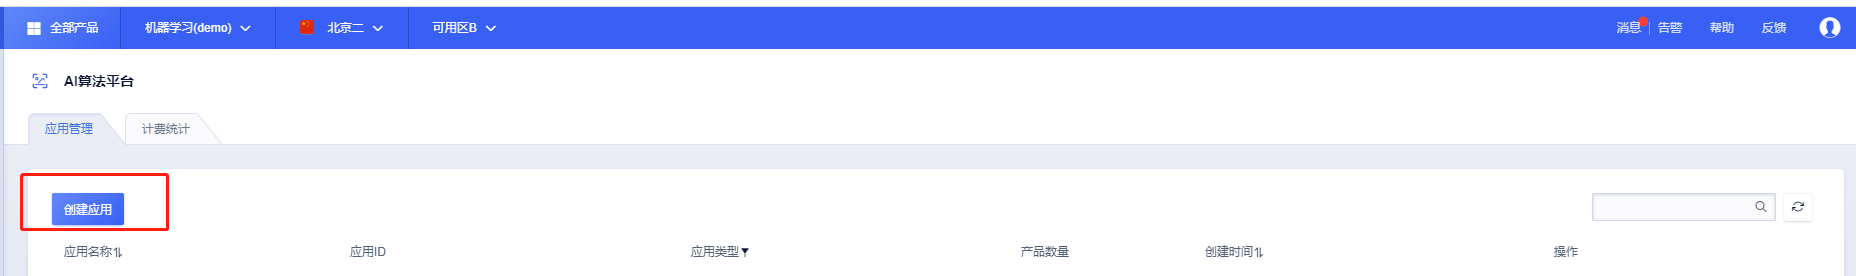 全部产品 机器学习(demo) 北京二 可用区B 消息 告警 帮助 反馈
AI算法平台
应用管理 计费统计
创建应用
应用名称 应用ID 应用类型 产品数量 创建时间 操作